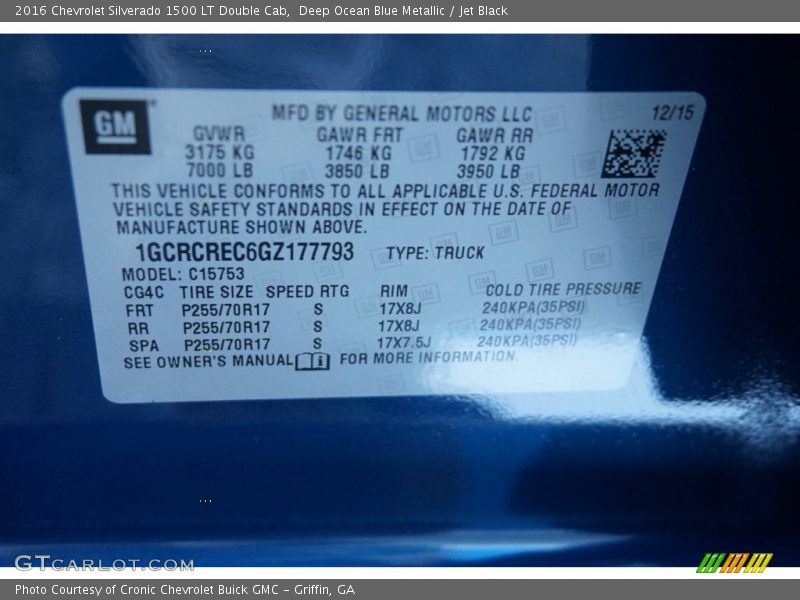 2016 Chevrolet Silverado 1500 LT Double Cab,  Deep Ocean Blue Metallic / Jet Black
GM
MFD BY GENERAL MOTORS LLC 12/15
GVWR GAWR FRT GAWR RR
3175 KG 1746 KG 1792 KG
7000 LB 3850 LB 3950 LB
THIS VEHICLE CONFORMS TO ALL APPLICABLE U.S. FEDERAL MOTOR
VEHICLE SAFETY STANDARDS IN EFFECT ON THE DATE OF
MANUFACTURE SHOWN ABOVE.
1GCRCREC6GZ177793 TYPE: TRUCK
MODEL: C15753
CG4C TIRE SIZE SPEED RTG RIM COLD TIRE PRESSURE
FRT P255/70R17 S 17X8J 240KPA(35PSI)
RR P255/70R17 S 17X8J 240KPA(35PSI)
SPA P255/70R17 S 17X7.5J 240KPA(35PSI)
SEE OWNER'S MANUAL FOR MORE INFORMATION.
GTCARLOT.COM
Photo Courtesy of Cronic Chevrolet Buick GMC - Griffin, GA